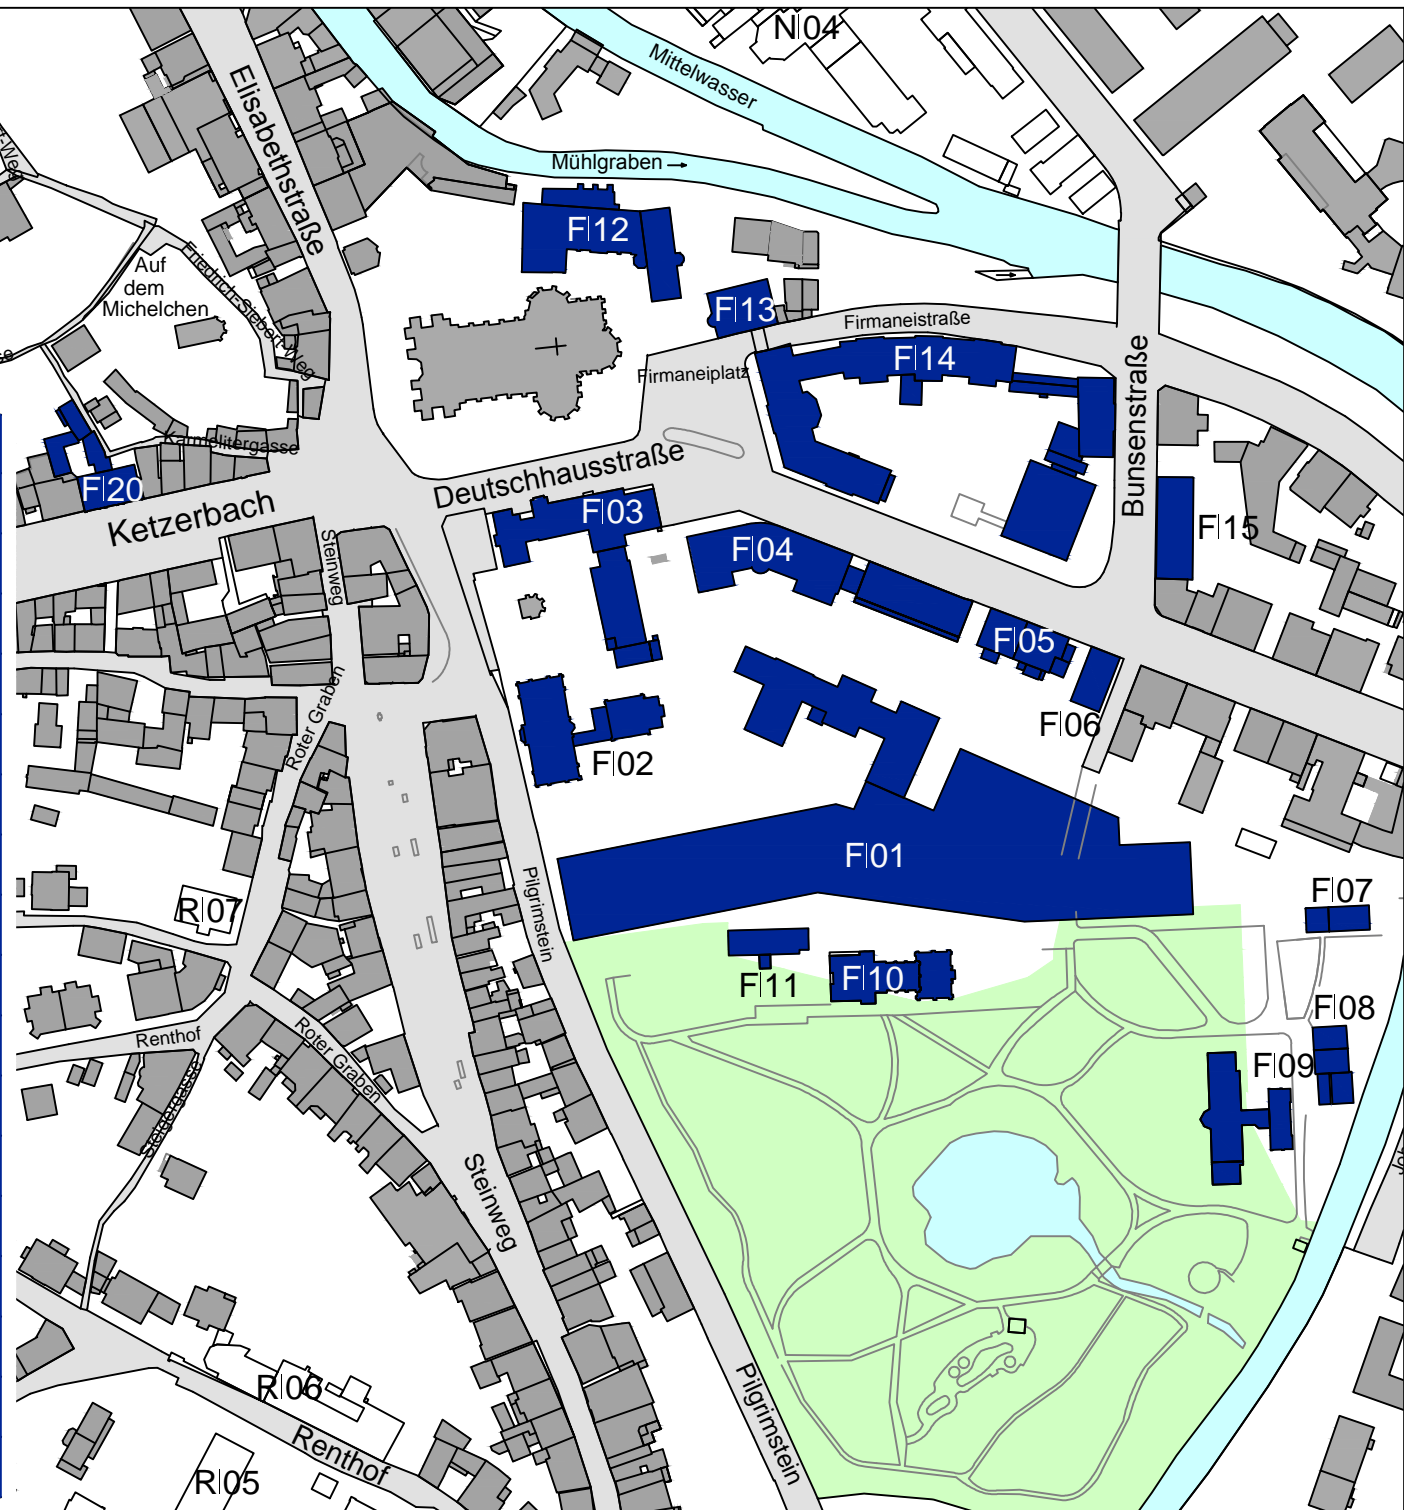 N|04
Mittelwasser
Elisabethstraße
Mühlgraben →
F|12
Auf
dem
Michelchen
Friedrich-Siebert-Weg
F|13
Firmaneistraße
F|14
Firmaneiplatz
Bunsenstraße
Karmelitergasse
Deutschhausstraße
F|20
Ketzerbach
F|03
F|15
Steinweg
F|04
F|05
Roter Graben
F|06
F|02
F|01
Pilgrimstein
F|07
R|07
F|11
F|10
F|08
Renthof
Roter Graben
F|09
Steigergasse
Steinweg
R|06
Pilgrimstein
Renthof
R|05